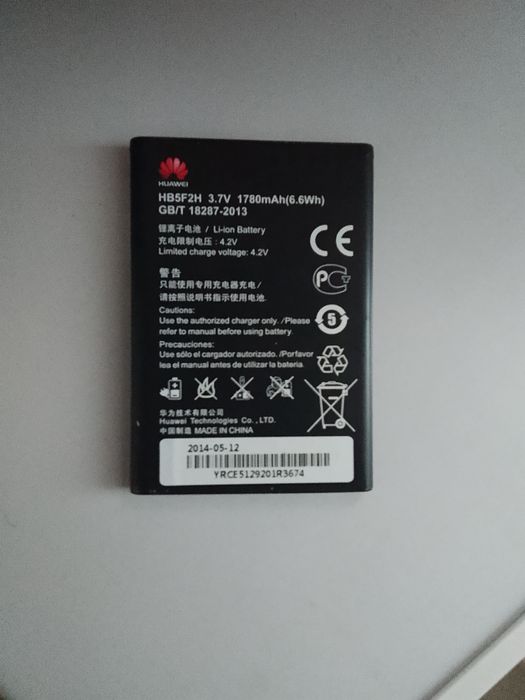 HUAWEI
HB5F2H 3.7V 1780mAh(6.6Wh)
GB/T 18287-2013
锂离子电池 / Li-ion Battery
充电限制电压 : 4.2V
Limited charge voltage: 4.2V
警告
只能使用专用充电器充电/
请按照说明书指示使用电池.
Cautions:
Use the authorized charger only. /Please
refer to manual before using battery.
Precauciones:
Use sólo el cargador autorizado. /Porfavor
lea el manual antes de utilizar la bateria.
CE
PCT
5
华为技术有限公司
Huawei Technologies Co., LTD.
中国制造 MADE IN CHINA
2014-05-12
YRCE5129201R3674